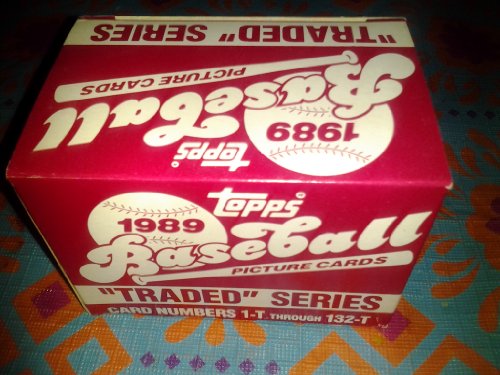 "TRADED" SERIES
PICTURE CARDS
Baseball
1989
TOPPS
TOPPS
1989
Baseball
PICTURE CARDS
"TRADED" SERIES
CARD NUMBERS 1-T THROUGH 132-T